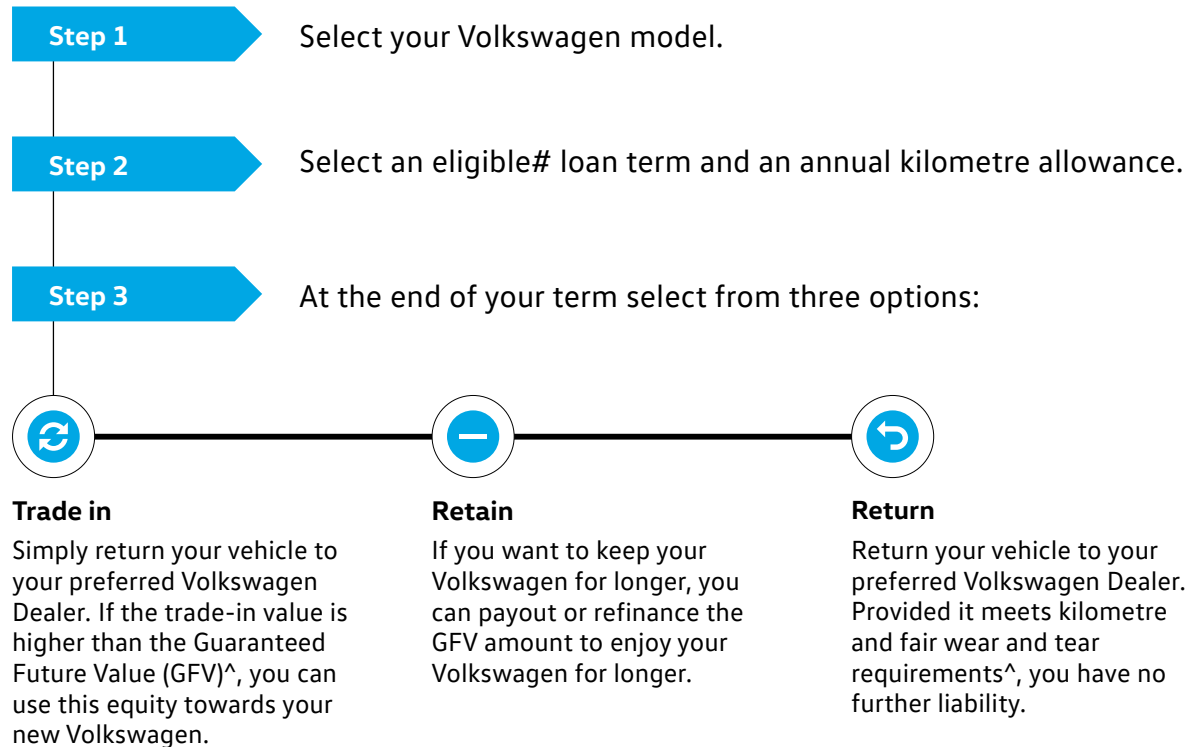 Step 1
Select your Volkswagen model.
Step 2
Select an eligible# loan term and an annual kilometre allowance.
Step 3
At the end of your term select from three options:
Trade in
Simply return your vehicle to
your preferred Volkswagen
Dealer. If the trade-in value is
higher than the Guaranteed
Future Value (GFV)^, you can
use this equity towards your
new Volkswagen.
Retain
If you want to keep your
Volkswagen for longer, you
can payout or refinance the
GFV amount to enjoy your
Volkswagen for longer.
Return
Return your vehicle to your
preferred Volkswagen Dealer.
Provided it meets kilometre
and fair wear and tear
requirements^, you have no
further liability.